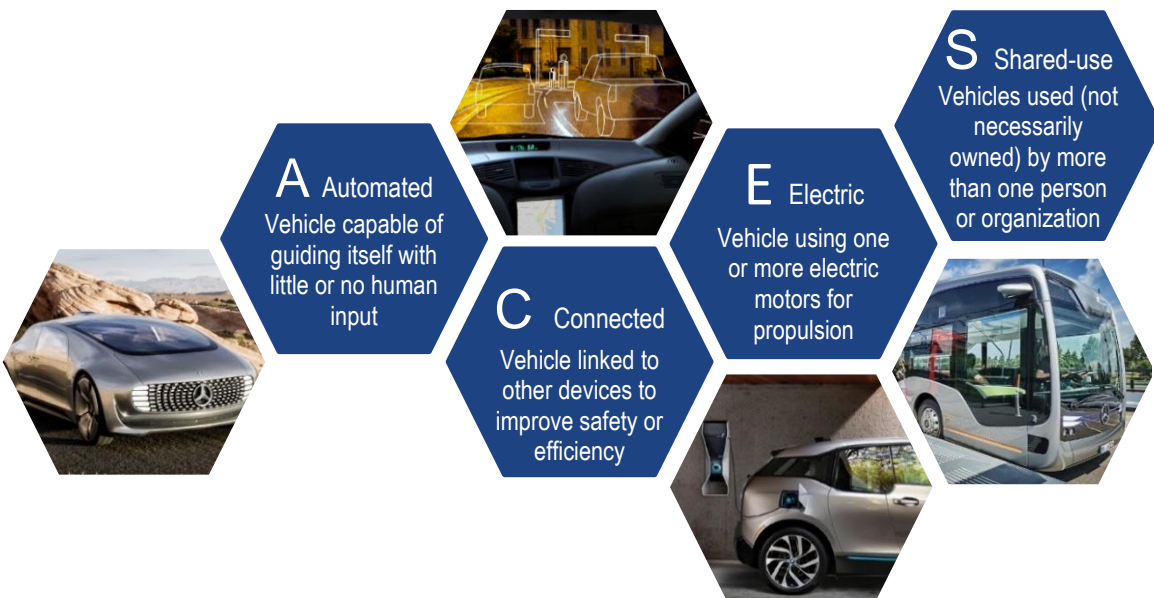 A Automated
Vehicle capable of
guiding itself with
little or no human
input
C Connected
Vehicle linked to
other devices to
improve safety or
efficiency
E Electric
Vehicle using one
or more electric
motors for
propulsion
S Shared-use
Vehicles used (not
necessarily
owned) by more
than one person
or organization